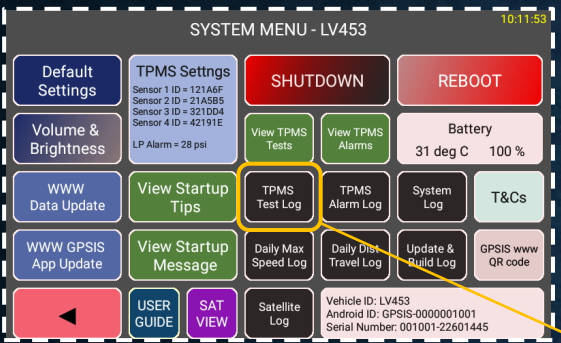 10:11:53
SYSTEM MENU - LV453
Default
Settings
TPMS Settngs
Sensor 1 ID = 121A6F
Sensor 2 ID = 21A5B5
Sensor 3 ID = 321DD4
Sensor 4 ID = 42191E
LP Alarm = 28 psi
SHUTDOWN
REBOOT
Volume &
Brightness
View TPMS
Tests
View TPMS
Alarms
Battery
31 deg C 100 %
WWW
Data Update
View Startup
Tips
TPMS
Test Log
TPMS
Alarm Log
System
Log
T&Cs
WWW GPSIS
App Update
View Startup
Message
Daily Max
Speed Log
Daily Dist
Travel Log
Update &
Build Log
GPSIS www
QR code
USER
GUIDE
SAT
VIEW
Satellite
Log
Vehicle ID: LV453
Android ID: GPSIS-0000001001
Serial Number: 001001-22601445